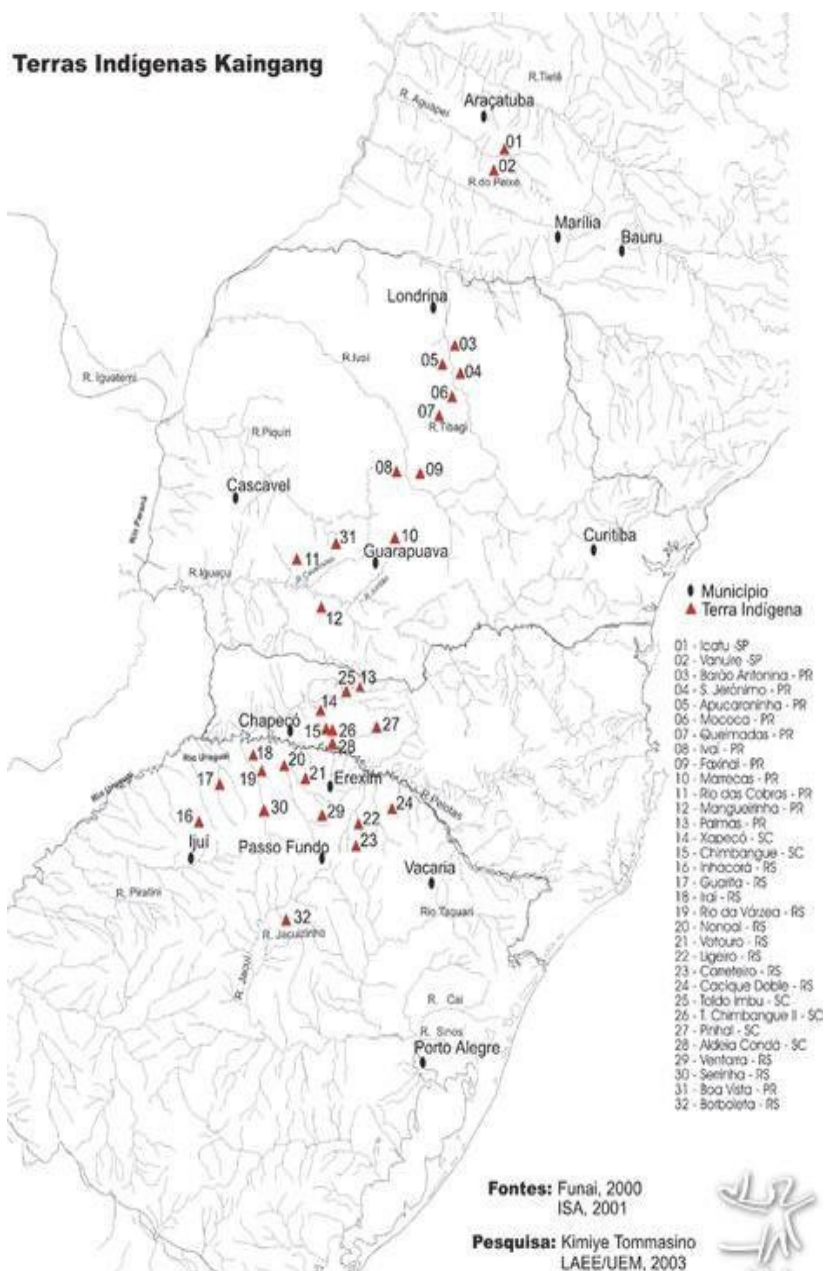 Terras Indígenas Kaingang
R.Tietê
Araçatuba
R. Aguapeí
01
02
R.do Peixe
Marília
Bauru
Londrina
03
R.Ivaí
05
04
R. Iguatemi
06
07
R.Tibagi
R.Piquiri
08
09
Cascavel
Rio Paraná
31
10
Curitiba
11
Guarapuava
R.Iguaçu
R. Jordão
12
Município
Terra Indígena
25
13
14
Chapecó
15
26
27
28
Rio Uruguai
18
20
Rio Uruguai
17
19
21
Erexim
R.Pelotas
30
29
24
16
22
Ijuí
Passo Fundo
23
Vacaria
R. Piratini
Rio Taquari
32
R. Jacuizinho
R. Jacuí
R. Caí
R. Sinos
Porto Alegre
01 - Icatu -SP
02 - Vanuire -SP
03 - Barão Antonina - PR
04 - S. Jerônimo - PR
05 - Apucaraninha - PR
06 - Mococa - PR
07 - Queimadas - PR
08 - Ivaí - PR
09 - Faxinal - PR
10 - Marrecas - PR
11 - Rio das Cobras - PR
12 - Mangueirinha - PR
13 - Palmas - PR
14 - Xapecó - SC
15 - Chimbangue - SC
16 - Inhacorá - RS
17 - Guarita - RS
18 - Iraí - RS
19 - Rio da Várzea - RS
20 - Nonoai - RS
21 - Votouro - RS
22 - Ligeiro - RS
23 - Carreteiro - RS
24 - Cacique Doble - RS
25 - Toldo Imbu - SC
26 - T. Chimbangue II - SC
27 - Pinhal - SC
28 - Aldeia Condá - SC
29 - Ventarra - RS
30 - Serrinha - RS
31 - Boa Vista - PR
32 - Borboleta - RS
Fontes: Funai, 2000
ISA, 2001
Pesquisa: Kimiye Tommasino
LAEE/UEM, 2003